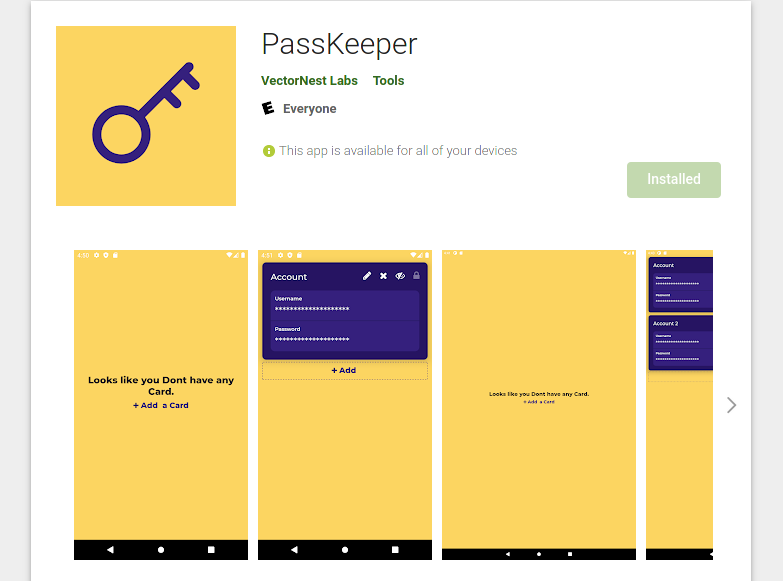 PassKeeper
VectorNest Labs Tools
E Everyone
This app is available for all of your devices
Installed
4:30
Looks like you Dont have any
Card.
+ Add a Card
4:31
Account
Username
********************
Password
********************
+ Add
Looks like you Dont have any Card.
+ Add a Card
Account
Username
********************
Password
********************
Account 2
Username
********************
Password
********************